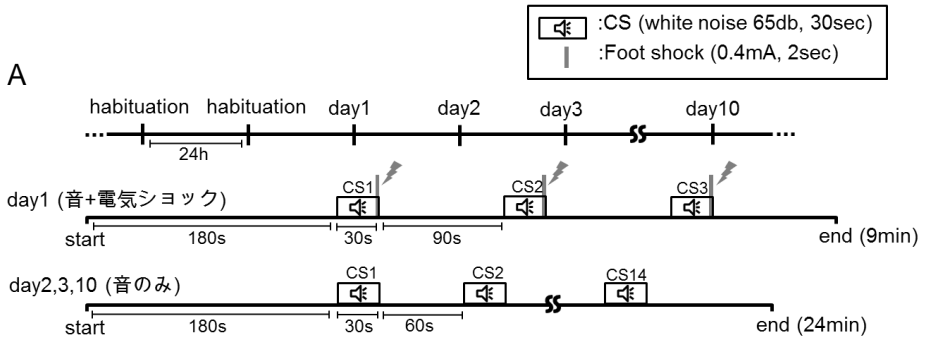 :CS (white noise 65db, 30sec)
:Foot shock (0.4mA, 2sec)
A
habituation habituation day1 day2 day3 day10
24h
day1 (音+電気ショック)
CS1 CS2 CS3
180s 30s 90s
start end (9min)
day2,3,10 (音のみ)
CS1 CS2 CS14
180s 30s 60s
start end (24min)